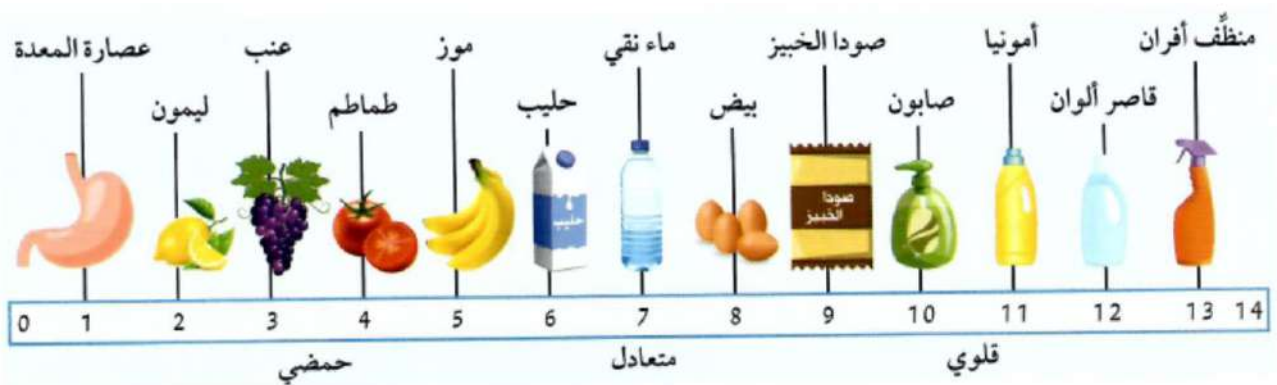 منظّف أفران
أمونيا
صودا الخبيز
ماء نقي
موز
عنب
عصارة المعدة
قاصر ألوان
صابون
بيض
حليب
طماطم
ليمون
صودا
الخبيز
حليب
0 1 2 3 4 5 6 7 8 9 10 11 12 13 14
قلوي
متعادل
حمضي